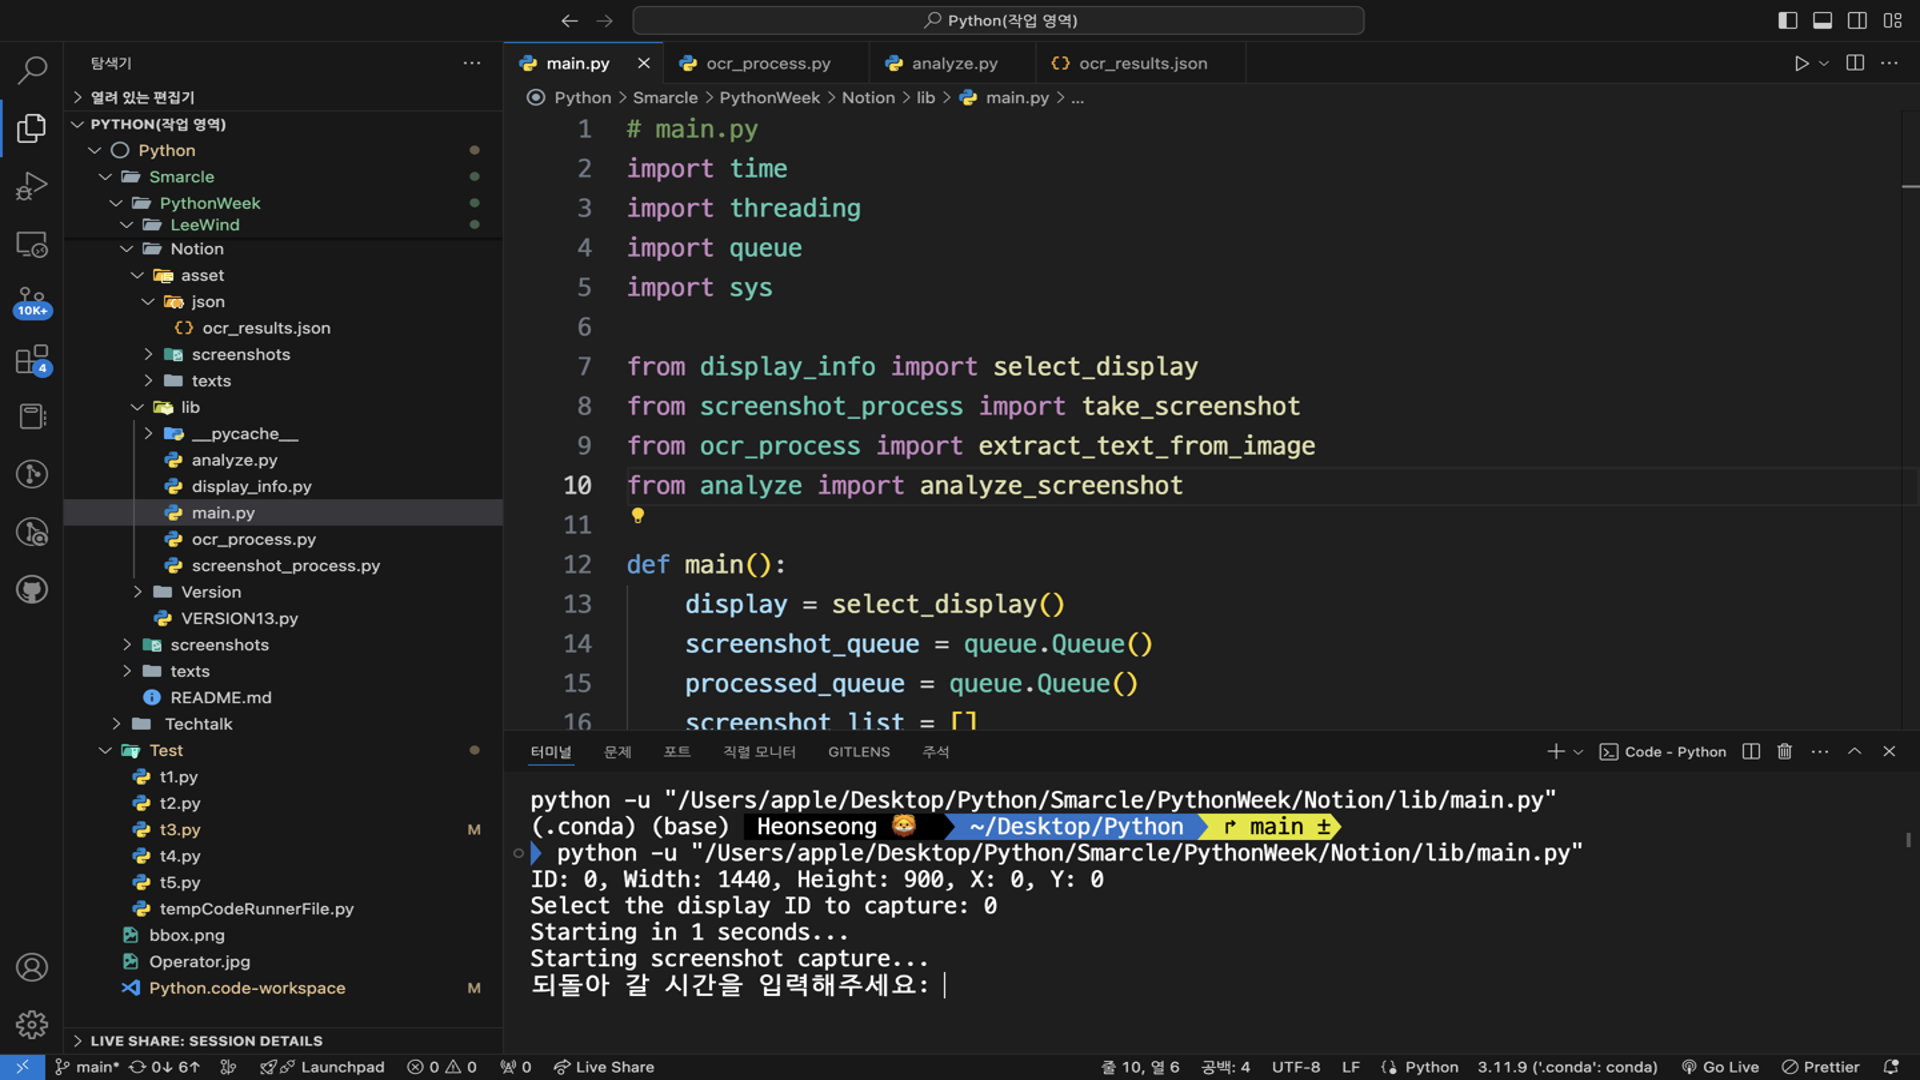 Python(작업 영역)
탐색기
열려 있는 편집기
PYTHON(작업 영역)
Python
Smarcle
PythonWeek
LeeWind
Notion
asset
json
ocr_results.json
screenshots
texts
lib
__pycache__
analyze.py
display_info.py
main.py
ocr_process.py
screenshot_process.py
Version
VERSION13.py
screenshots
texts
README.md
Techtalk
Test
t1.py
t2.py
t3.py M
t4.py
t5.py
tempCodeRunnerFile.py
bbox.png
Operator.jpg
Python.code-workspace M
LIVE SHARE: SESSION DETAILS
10K+
4
main.py ocr_process.py analyze.py ocr_results.json
Python > Smarcle > PythonWeek > Notion > lib > main.py > ...
1 # main.py
2 import time
3 import threading
4 import queue
5 import sys
6
7 from display_info import select_display
8 from screenshot_process import take_screenshot
9 from ocr_process import extract_text_from_image
10 from analyze import analyze_screenshot
11
12 def main():
13 display = select_display()
14 screenshot_queue = queue.Queue()
15 processed_queue = queue.Queue()
16 screenshot_list = []
터미널 문제 포트 직렬 모니터 GITLENS 주석 Code - Python
python -u "/Users/apple/Desktop/Python/Smarcle/PythonWeek/Notion/lib/main.py"
(.conda) (base) Heonseong 🦁 ~/Desktop/Python main ±
python -u "/Users/apple/Desktop/Python/Smarcle/PythonWeek/Notion/lib/main.py"
ID: 0, Width: 1440, Height: 900, X: 0, Y: 0
Select the display ID to capture: 0
Starting in 1 seconds...
Starting screenshot capture...
되돌아 갈 시간을 입력해주세요:
main* 0↓ 6↑ Launchpad 0 0 0 Live Share 줄 10, 열 6 공백: 4 UTF-8 LF Python 3.11.9 ('.conda': conda) Go Live Prettier